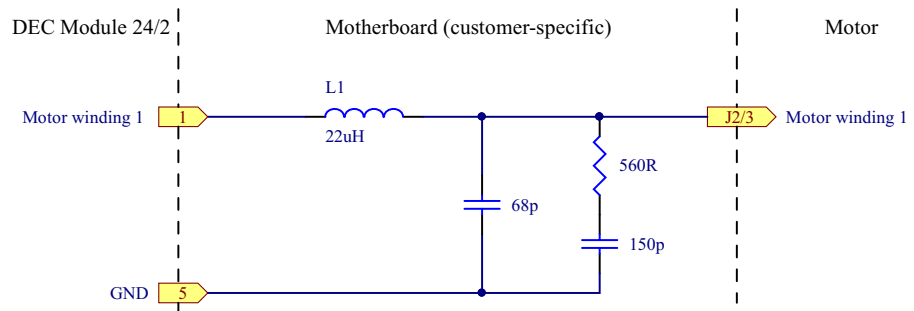 DEC Module 24/2
Motherboard (customer-specific)
Motor
L1
Motor winding 1
1
22uH
J2/3
Motor winding 1
560R
68p
150p
GND
5